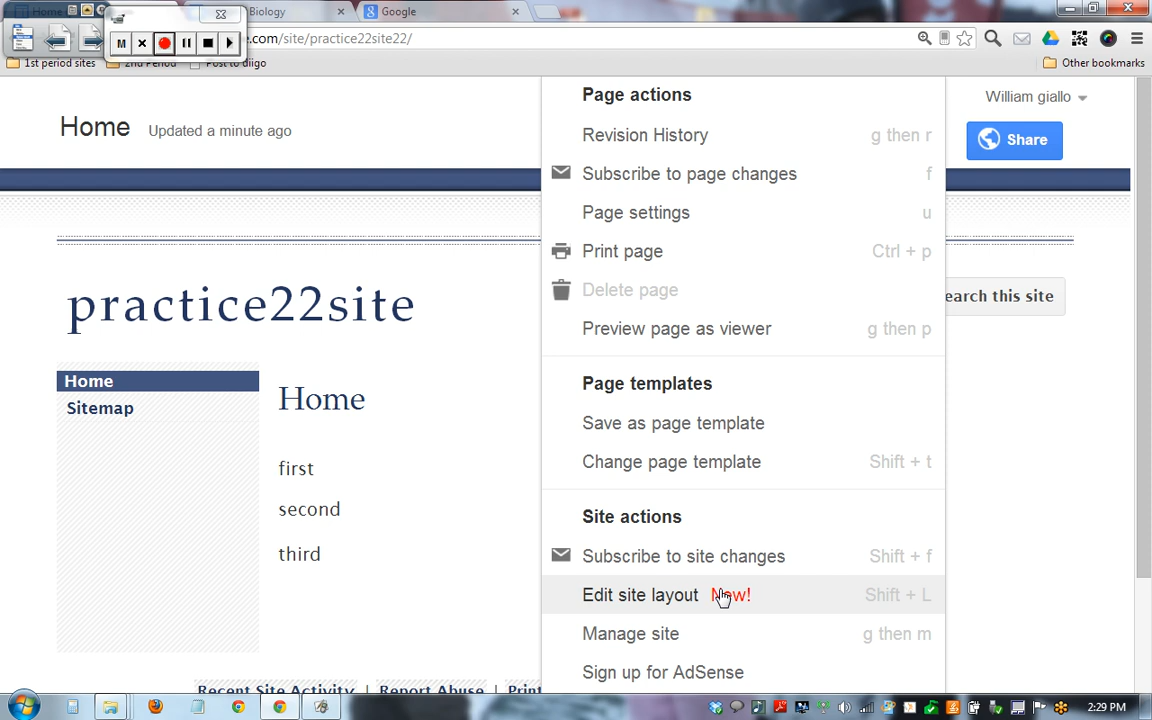 Home
Biology
Google
M
e.com/site/practice22site22/
1st period sites
2nd Period
Post to diigo
Other bookmarks
Home Updated a minute ago
William giallo
Share
Page actions
Revision History g then r
Subscribe to page changes f
Page settings u
Print page Ctrl + p
Delete page
Preview page as viewer g then p
Page templates
Save as page template
Change page template Shift + t
Site actions
Subscribe to site changes Shift + f
Edit site layout New! Shift + L
Manage site g then m
Sign up for AdSense
earch this site
practice22site
Home
Sitemap
Home
first
second
third
Recent Site Activity | Report Abuse | Print
2:29 PM